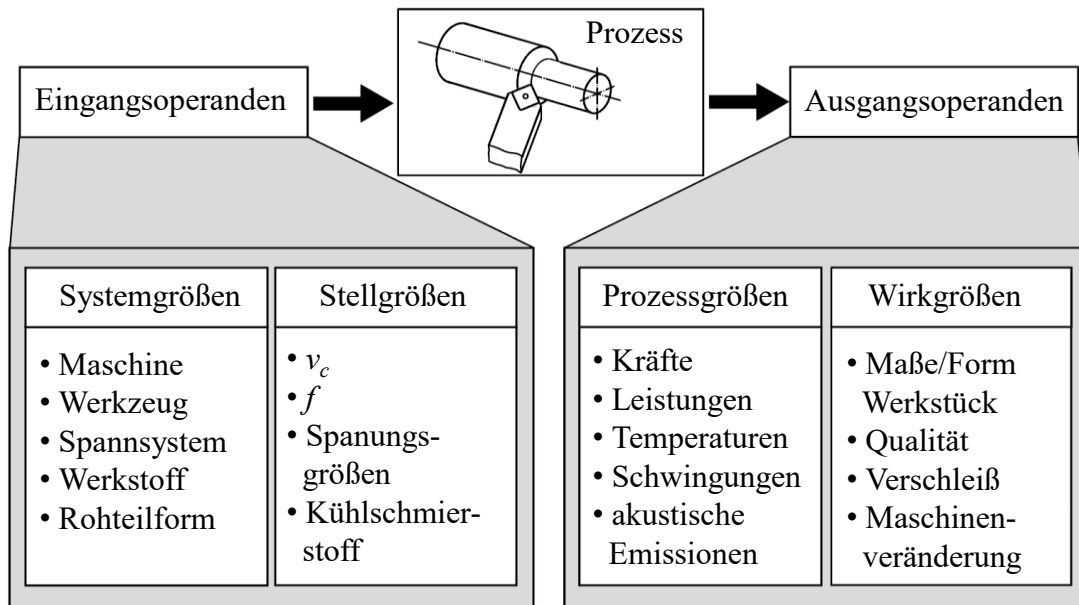 Prozess
Eingangsoperanden
Ausgangsoperanden
Systemgrößen
• Maschine
• Werkzeug
• Spannsystem
• Werkstoff
• Rohteilform
Stellgrößen
• v_c
• f
• Spanungs-
größen
• Kühlschmier-
stoff
Prozessgrößen
• Kräfte
• Leistungen
• Temperaturen
• Schwingungen
• akustische
Emissionen
Wirkgrößen
• Maße/Form
Werkstück
• Qualität
• Verschleiß
• Maschinen-
veränderung